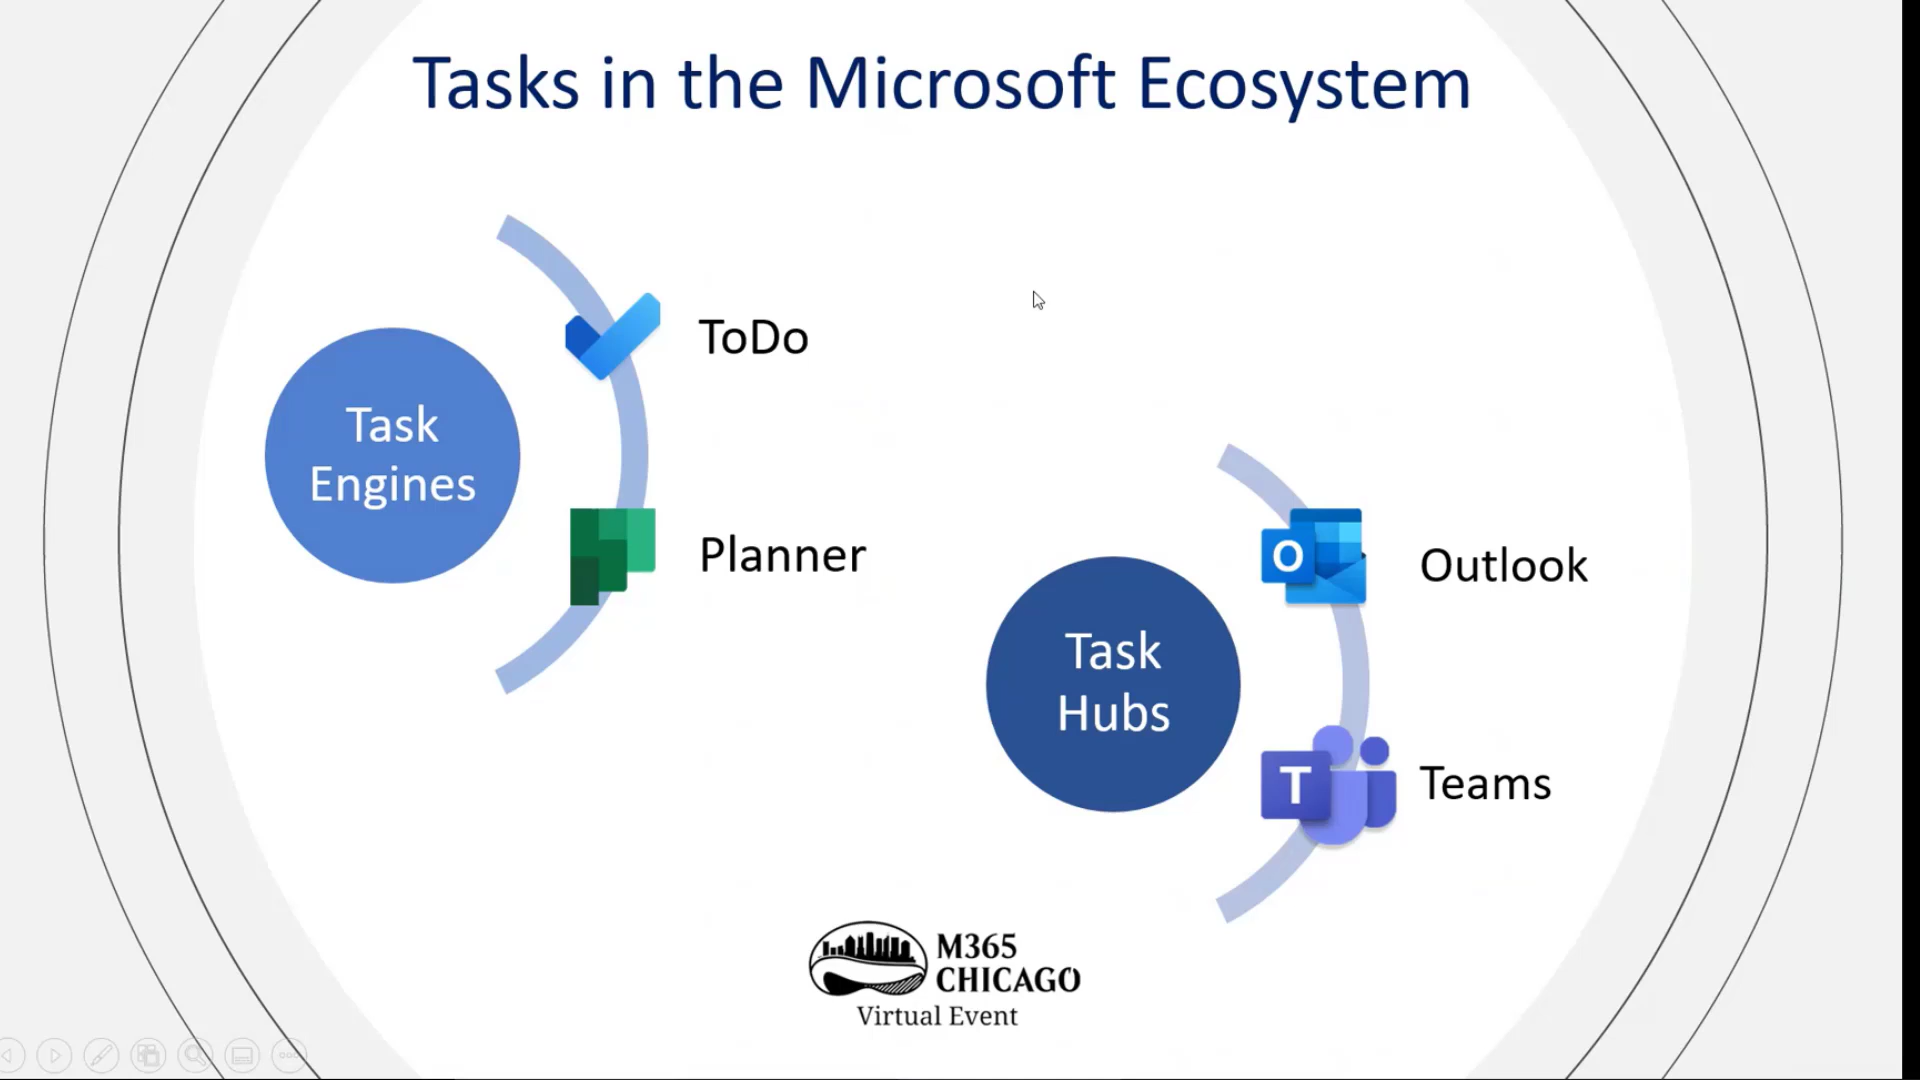 Tasks in the Microsoft Ecosystem
ToDo
Task
Engines
Planner
O
Outlook
Task
Hubs
T
Teams
M365
CHICAGO
Virtual Event